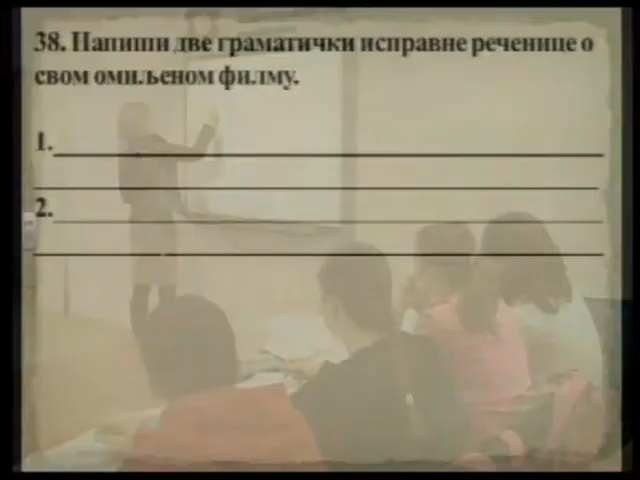 38. Напиши две граматички исправне реченице о
свом омиљеном филму.
1.
2.